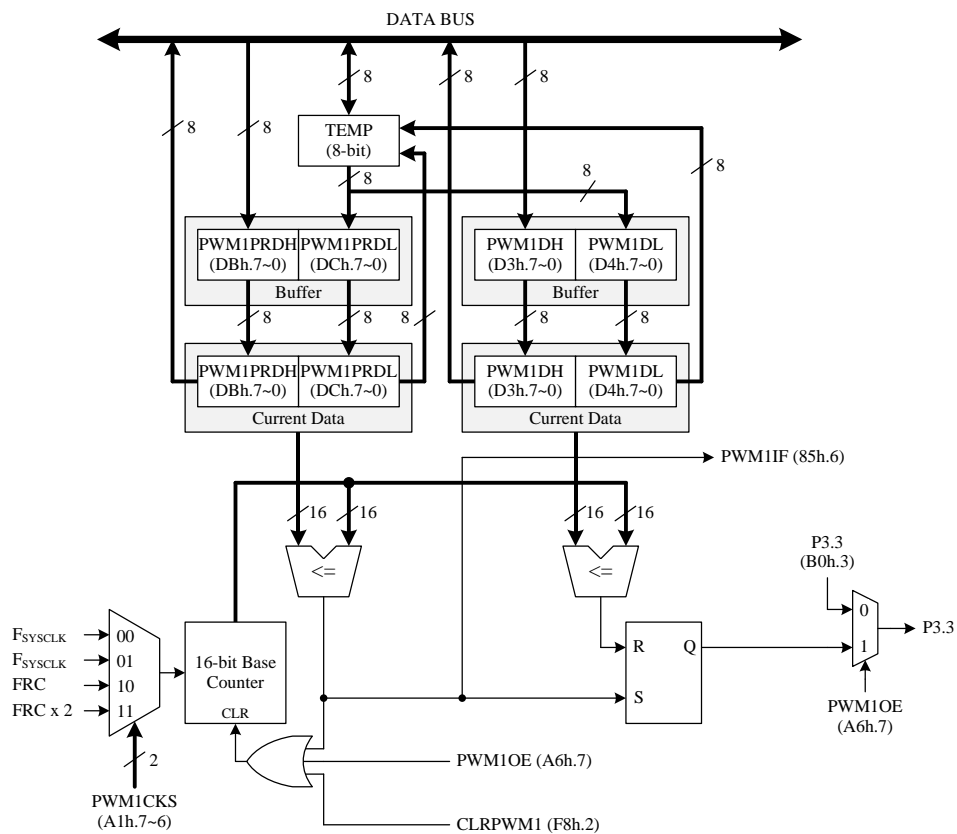 DATA BUS
8 8 8 8 8
TEMP
(8-bit)
8 8 8
PWM1PRDH PWM1PRDL PWM1DH PWM1DL
(DBh.7~0) (DCh.7~0) (D3h.7~0) (D4h.7~0)
Buffer Buffer
8 8 8 8 8
PWM1PRDH PWM1PRDL PWM1DH PWM1DL
(DBh.7~0) (DCh.7~0) (D3h.7~0) (D4h.7~0)
Current Data Current Data
PWM1IF (85h.6)
16 16 16 16
<= <=
P3.3
(B0h.3)
0
P3.3
1
PWM1OE
(A6h.7)
FSYSCLK 00
FSYSCLK 01
FRC 10
FRC x 2 11
16-bit Base
Counter
CLR
R Q
S
2
PWM1CKS
(A1h.7~6)
PWM1OE (A6h.7)
CLRPWM1 (F8h.2)